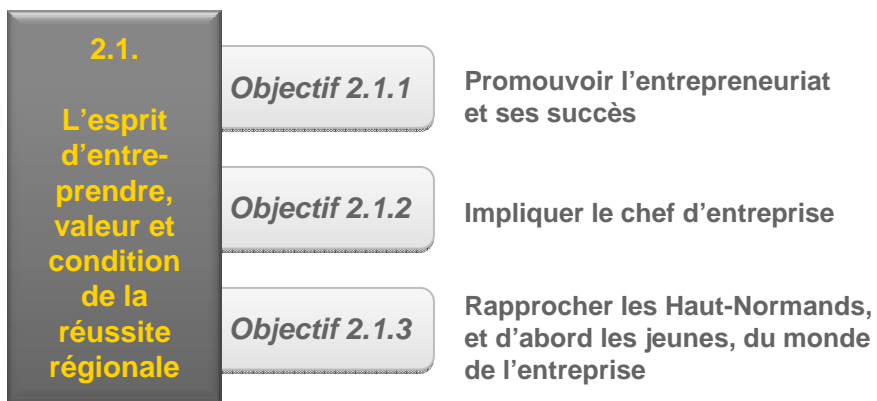 2.1.
L’esprit
d’entre-
prendre,
valeur et
condition
de la
réussite
régionale
Objectif 2.1.1
Promouvoir l’entrepreneuriat
et ses succès
Objectif 2.1.2
Impliquer le chef d’entreprise
Objectif 2.1.3
Rapprocher les Haut-Normands,
et d’abord les jeunes, du monde
de l’entreprise